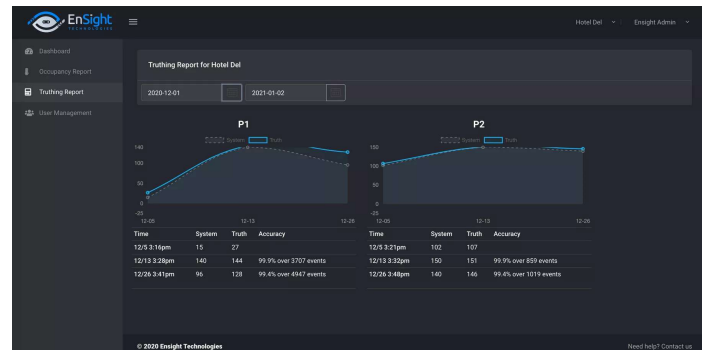 EnSight
TECHNOLOGIES
Hotel Del
Ensight Admin
Dashboard
Occupancy Report
Truthing Report
User Management
Truthing Report for Hotel Del
2020-12-01
2021-01-02
P1
System Truth
140
100
50
0
-25
12-05 12-13 12-26
Time System Truth Accuracy
12/5 3:16pm 15 27
12/13 3:28pm 140 144 99.9% over 3707 events
12/26 3:41pm 96 128 99.4% over 4947 events
P2
System Truth
150
100
50
0
-25
12-05 12-13 12-26
Time System Truth Accuracy
12/5 3:21pm 102 107
12/13 3:32pm 150 151 99.9% over 859 events
12/26 3:48pm 140 146 99.4% over 1019 events
© 2020 Ensight Technologies
Need help? Contact us